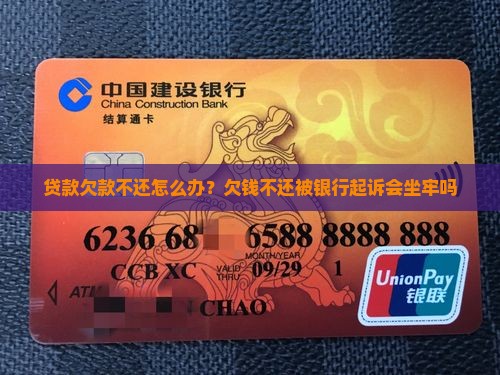 中国建设银行
China Construction Bank
结算通卡
贷款欠款不还怎么办？欠钱不还被银行起诉会坐牢吗
6236 68 6588 8888 888
MONTH/YEAR
CCB XC VALID THRU 09/29 1
ATM
CHAO
UnionPay
银联